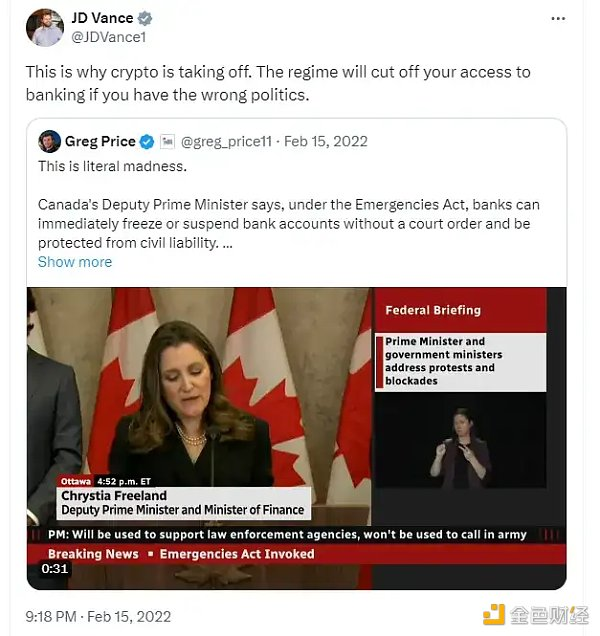 JD Vance
@JDVance1
This is why crypto is taking off. The regime will cut off your access to
banking if you have the wrong politics.
Greg Price @greg_price11 · Feb 15, 2022
This is literal madness.
Canada's Deputy Prime Minister says, under the Emergencies Act, banks can
immediately freeze or suspend bank accounts without a court order and be
protected from civil liability. ...
Show more
Federal Briefing
Prime Minister and
government ministers
address protests and
blockades
Ottawa 4:52 p.m. ET
Chrystia Freeland
Deputy Prime Minister and Minister of Finance
PM: Will be used to support law enforcement agencies, won't be used to call in army
Breaking News ▪ Emergencies Act Invoked
0:31
9:18 PM · Feb 15, 2022
金色财经